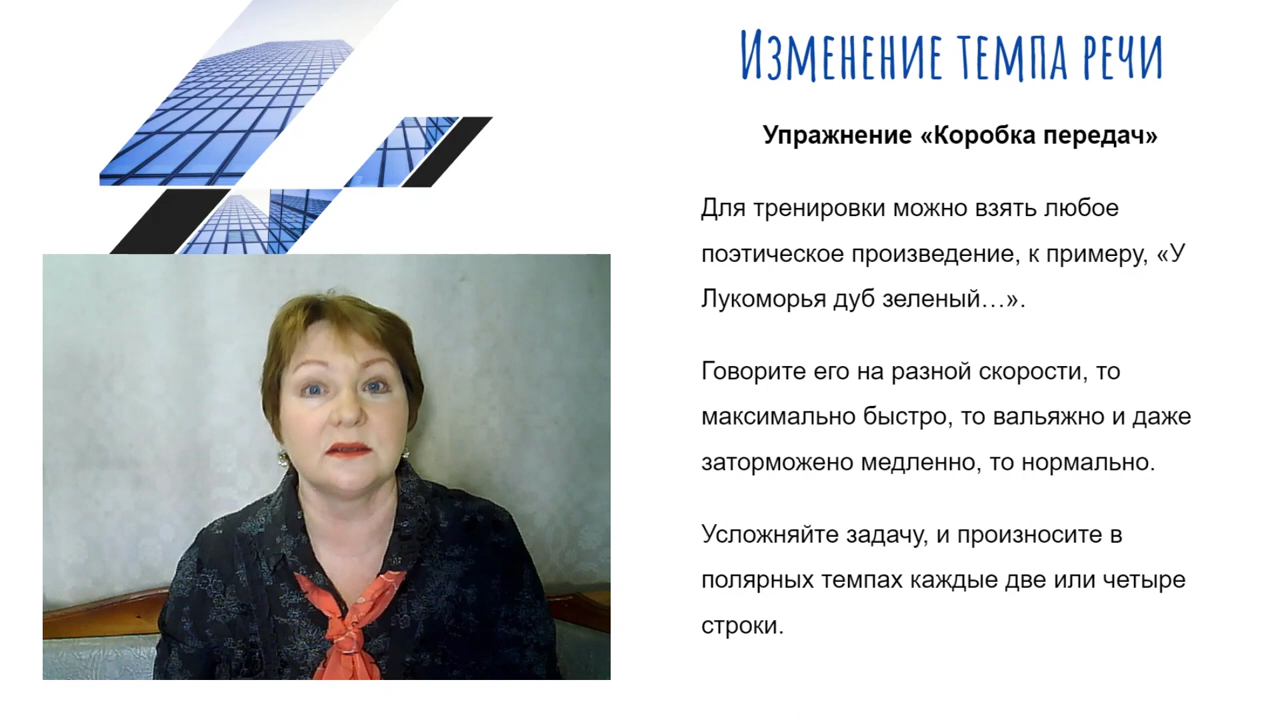 Изменение темпа речи
Упражнение «Коробка передач»
Для тренировки можно взять любое
поэтическое произведение, к примеру, «У
Лукоморья дуб зеленый…».
Говорите его на разной скорости, то
максимально быстро, то вальяжно и даже
заторможено медленно, то нормально.
Усложняйте задачу, и произносите в
полярных темпах каждые две или четыре
строки.